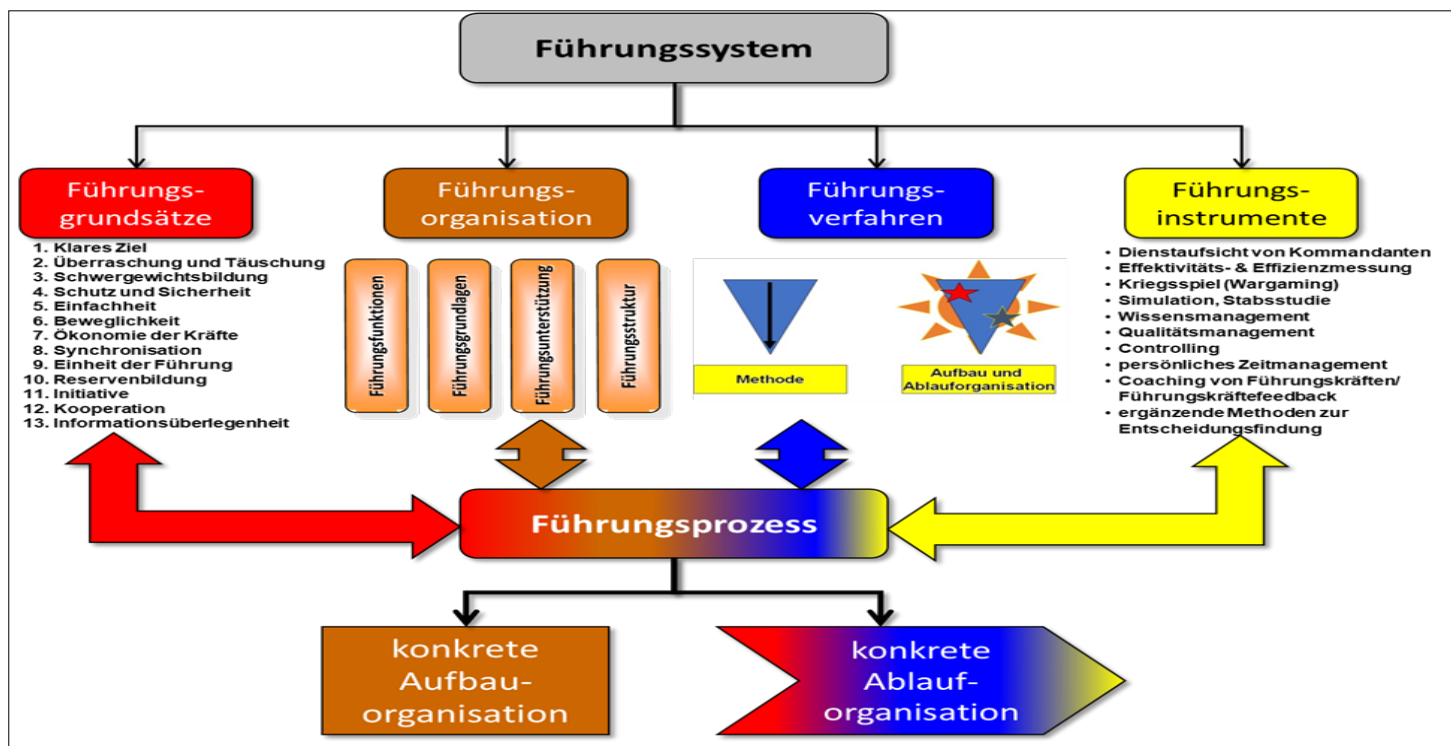 Führungssystem
Führungs-
grundsätze
1. Klares Ziel
2. Überraschung und Täuschung
3. Schwergewichtsbildung
4. Schutz und Sicherheit
5. Einfachheit
6. Beweglichkeit
7. Ökonomie der Kräfte
8. Synchronisation
9. Einheit der Führung
10. Reservenbildung
11. Initiative
12. Kooperation
13. Informationsüberlegenheit
Führungs-
organisation
Führungsfunktionen
Führungsgrundlagen
Führungsunterstützung
Führungsstruktur
Führungs-
verfahren
Methode
Aufbau und
Ablauforganisation
Führungs-
instrumente
• Dienstaufsicht von Kommandanten
• Effektivitäts- & Effizienzmessung
• Kriegsspiel (Wargaming)
• Simulation, Stabsstudie
• Wissensmanagement
• Qualitätsmanagement
• Controlling
• persönliches Zeitmanagement
• Coaching von Führungskräften/
Führungskräftefeedback
• ergänzende Methoden zur
Entscheidungsfindung
Führungsprozess
konkrete
Aufbau-
organisation
konkrete
Ablauf-
organisation